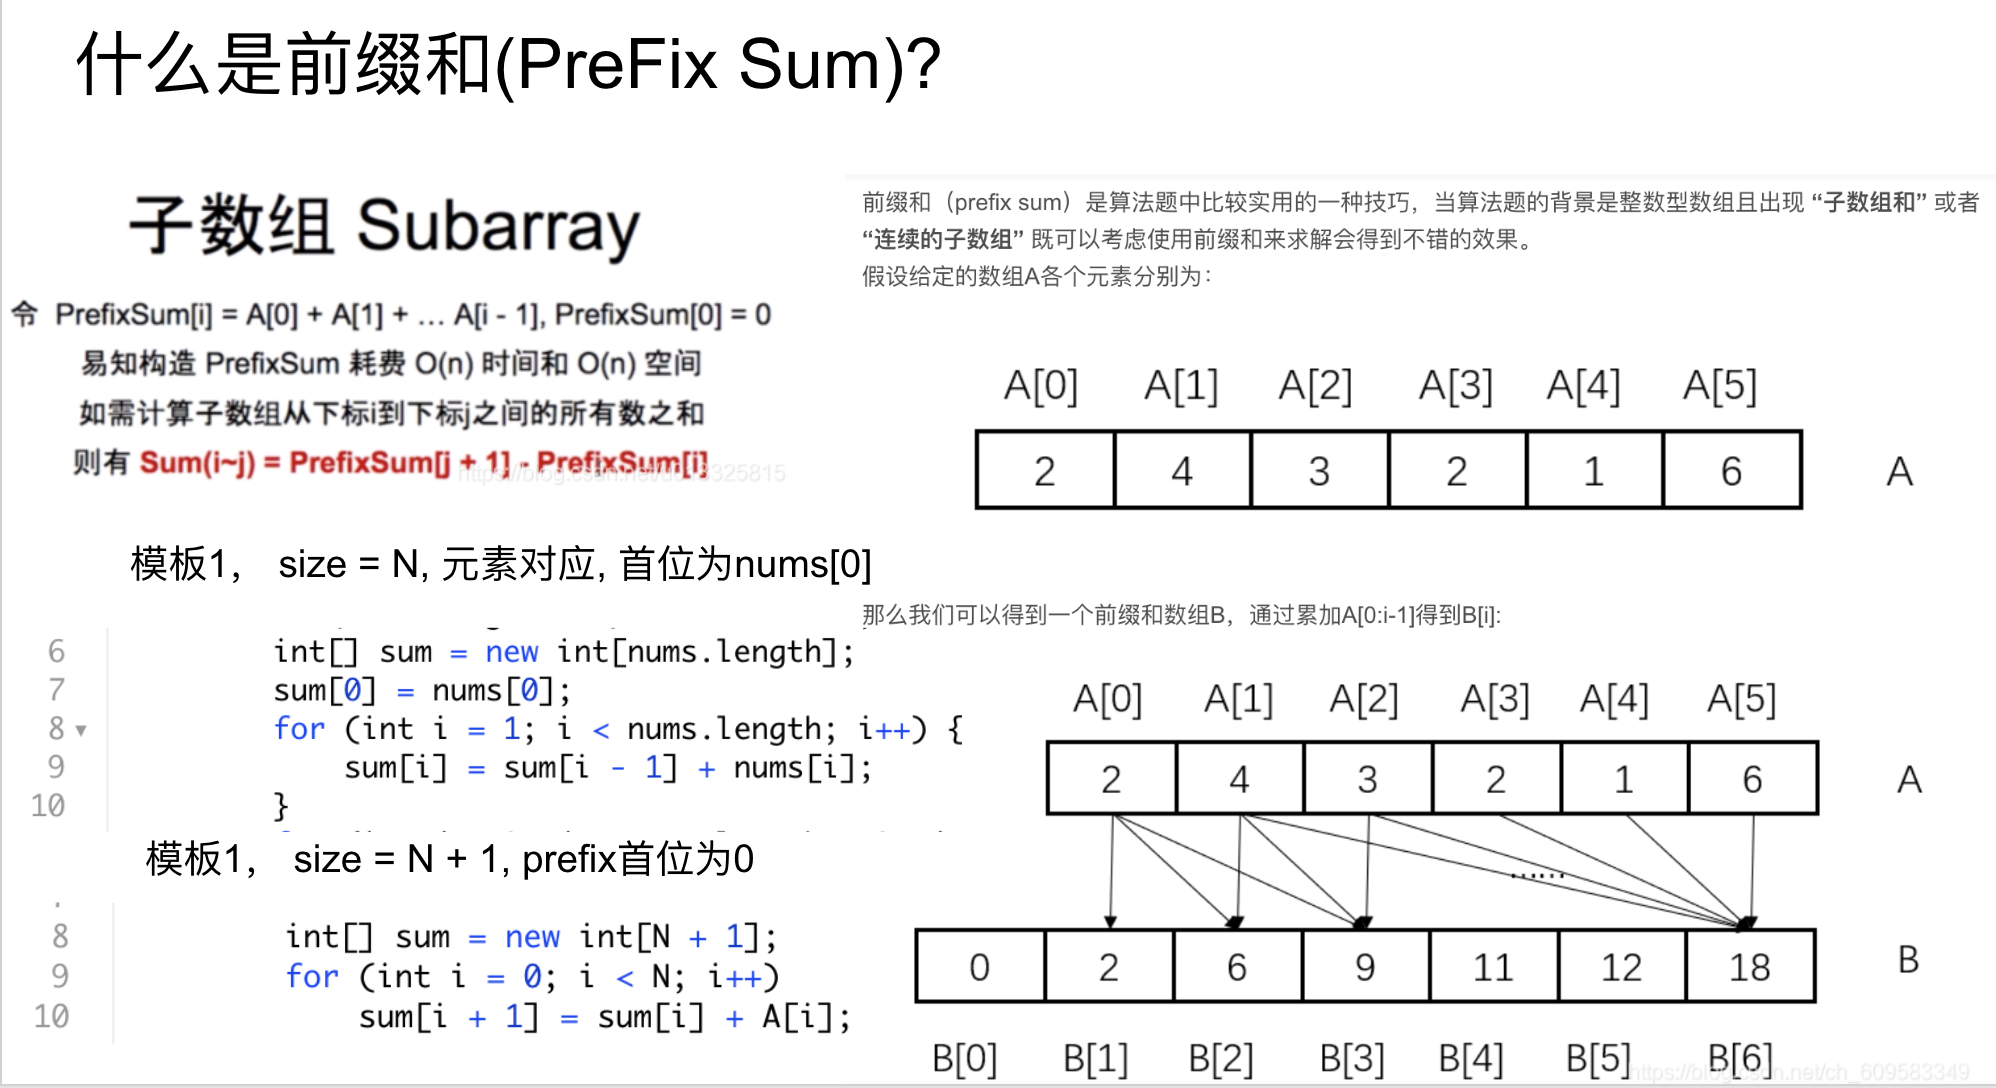 什么是前缀和(PreFix Sum)?
子数组 Subarray
令 PrefixSum[i] = A[0] + A[1] + … A[i - 1], PrefixSum[0] = 0
易知构造 PrefixSum 耗费 O(n) 时间和 O(n) 空间
如需计算子数组从下标i到下标j之间的所有数之和
则有 Sum(i~j) = PrefixSum[j + 1] - PrefixSum[i]
模板1， size = N, 元素对应, 首位为nums[0]
6 int[] sum = new int[nums.length];
7 sum[0] = nums[0];
8 for (int i = 1; i < nums.length; i++) {
9 sum[i] = sum[i - 1] + nums[i];
10 }
模板1， size = N + 1, prefix首位为0
8 int[] sum = new int[N + 1];
9 for (int i = 0; i < N; i++)
10 sum[i + 1] = sum[i] + A[i];
前缀和（prefix sum）是算法题中比较实用的一种技巧，当算法题的背景是整数型数组且出现 “子数组和” 或者
“连续的子数组” 既可以考虑使用前缀和来求解会得到不错的效果。
假设给定的数组A各个元素分别为：
A[0] A[1] A[2] A[3] A[4] A[5]
2 4 3 2 1 6 A
那么我们可以得到一个前缀和数组B，通过累加A[0:i-1]得到B[i]:
A[0] A[1] A[2] A[3] A[4] A[5]
2 4 3 2 1 6 A
……
0 2 6 9 11 12 18 B
B[0] B[1] B[2] B[3] B[4] B[5] B[6]
https://blog.csdn.net/ch_609583349